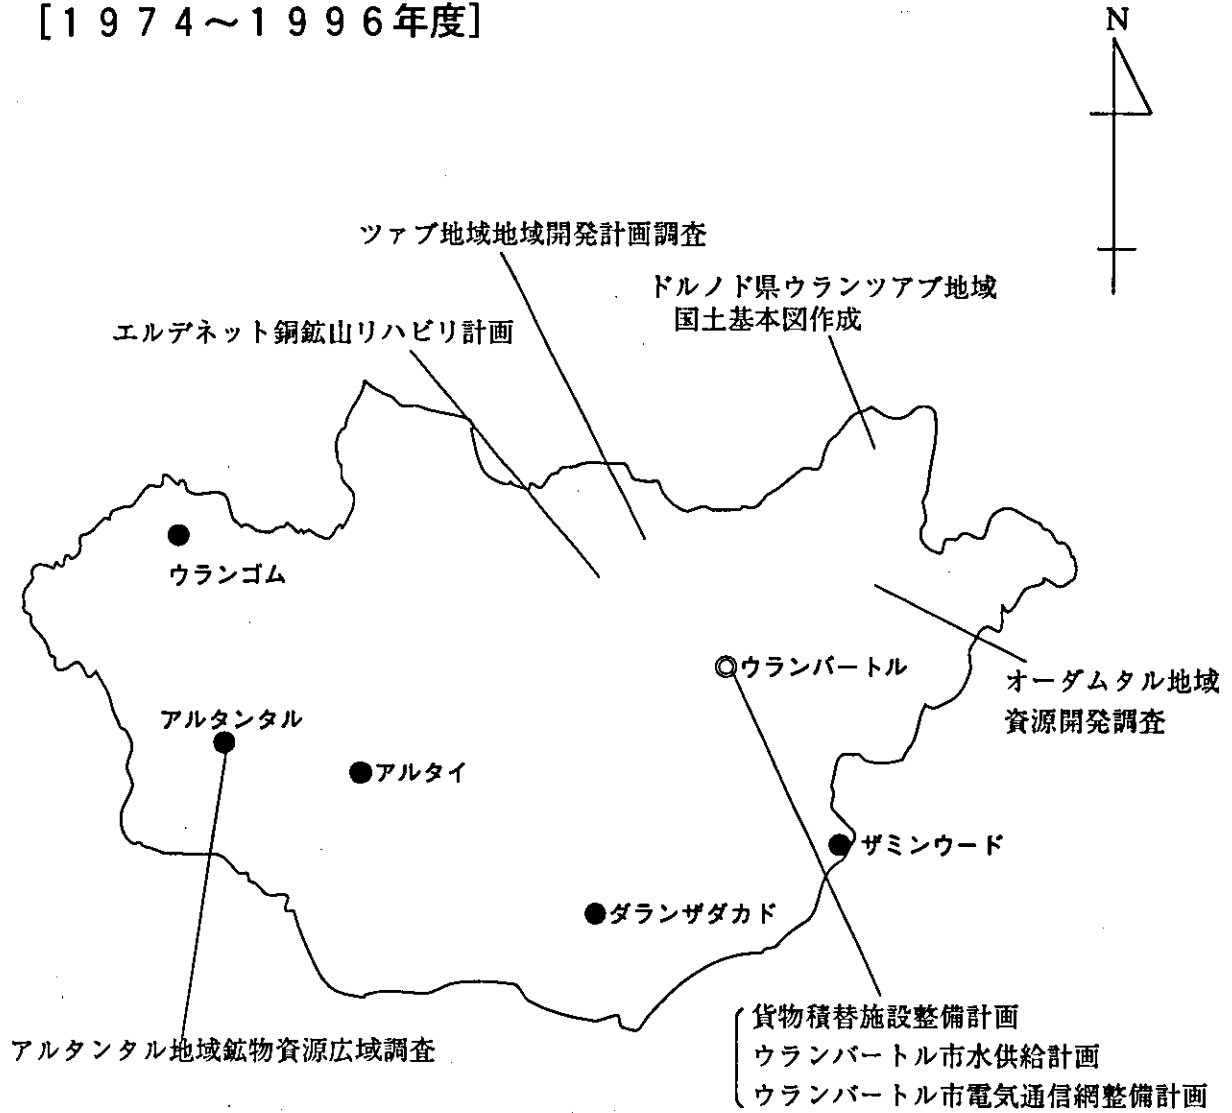 [1974～1996年度]
N
ツァブ地域地域開発計画調査
ドルノド県ウランツアブ地域
国土基本図作成
エルデネット銅鉱山リハビリ計画
ウランゴム
ウランバートル
オーダムタル地域
資源開発調査
アルタンタル
アルタイ
ザミンウード
ダランザダカド
貨物積替施設整備計画
アルタンタル地域鉱物資源広域調査
ウランバートル市水供給計画
ウランバートル市電気通信網整備計画